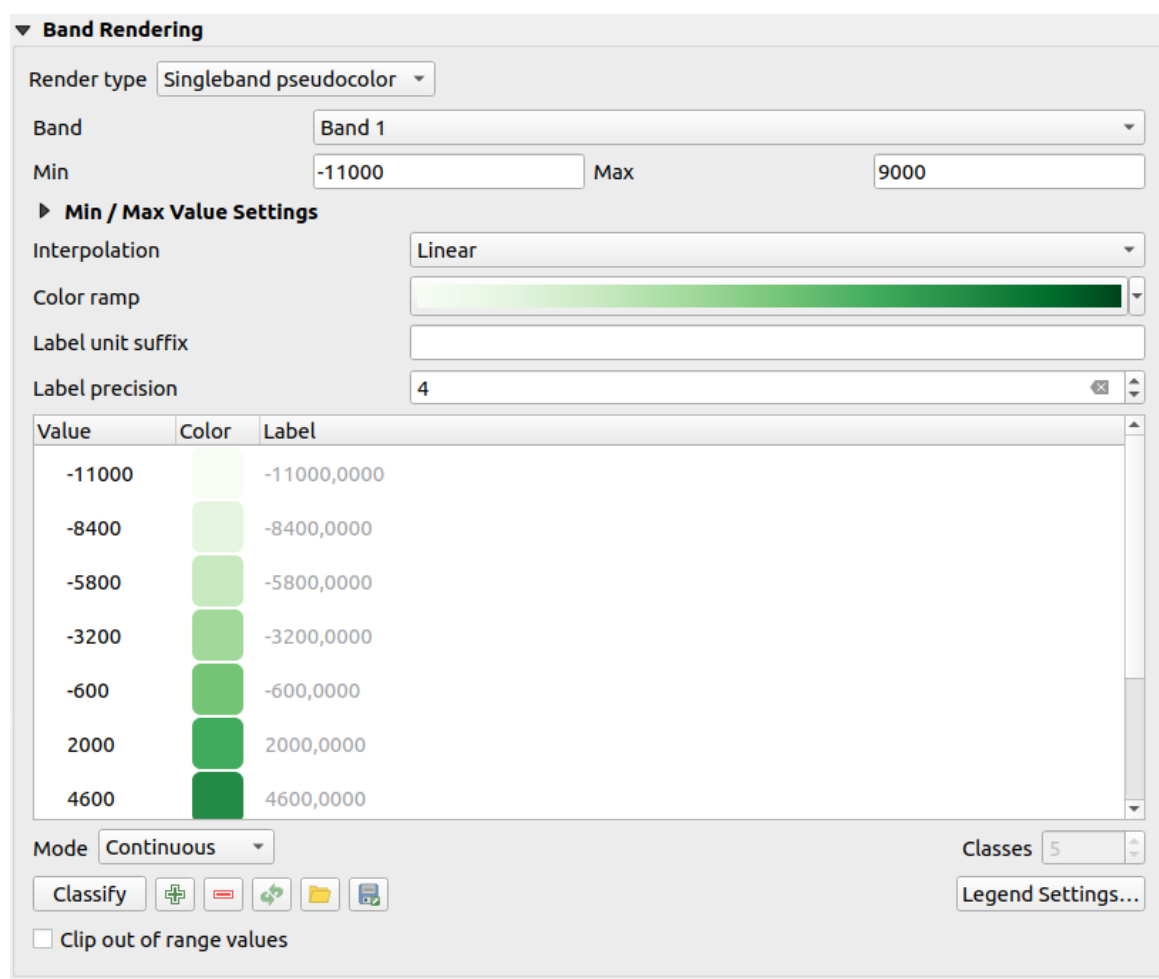 Band Rendering
Render type Singleband pseudocolor
Band Band 1
Min -11000 Max 9000
Min / Max Value Settings
Interpolation Linear
Color ramp
Label unit suffix
Label precision 4
Value Color Label
-11000 -11000,0000
-8400 -8400,0000
-5800 -5800,0000
-3200 -3200,0000
-600 -600,0000
2000 2000,0000
4600 4600,0000
Mode Continuous Classes 5
Classify Legend Settings...
Clip out of range values